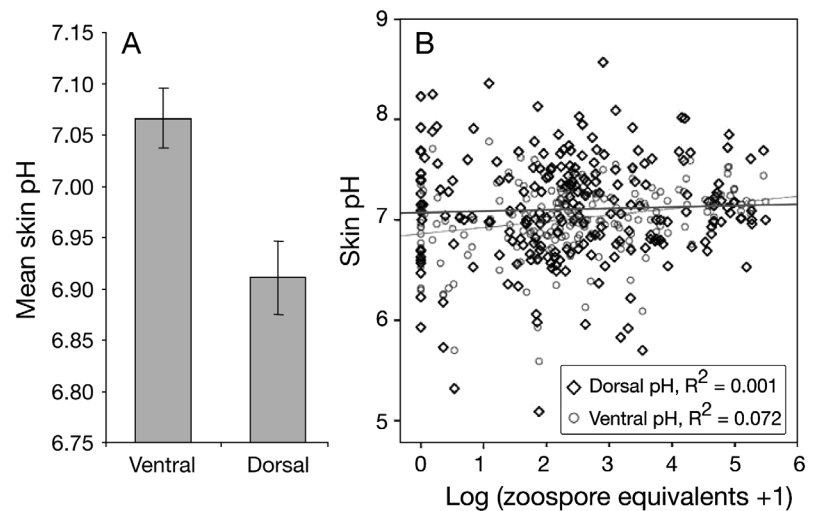 A
7.15
7.10
7.05
7.00
6.95
6.90
6.85
6.80
6.75
Mean skin pH
Ventral Dorsal
B
9
8
7
6
5
Skin pH
Dorsal pH, R² = 0.001
Ventral pH, R² = 0.072
0 1 2 3 4 5 6
Log (zoospore equivalents +1)